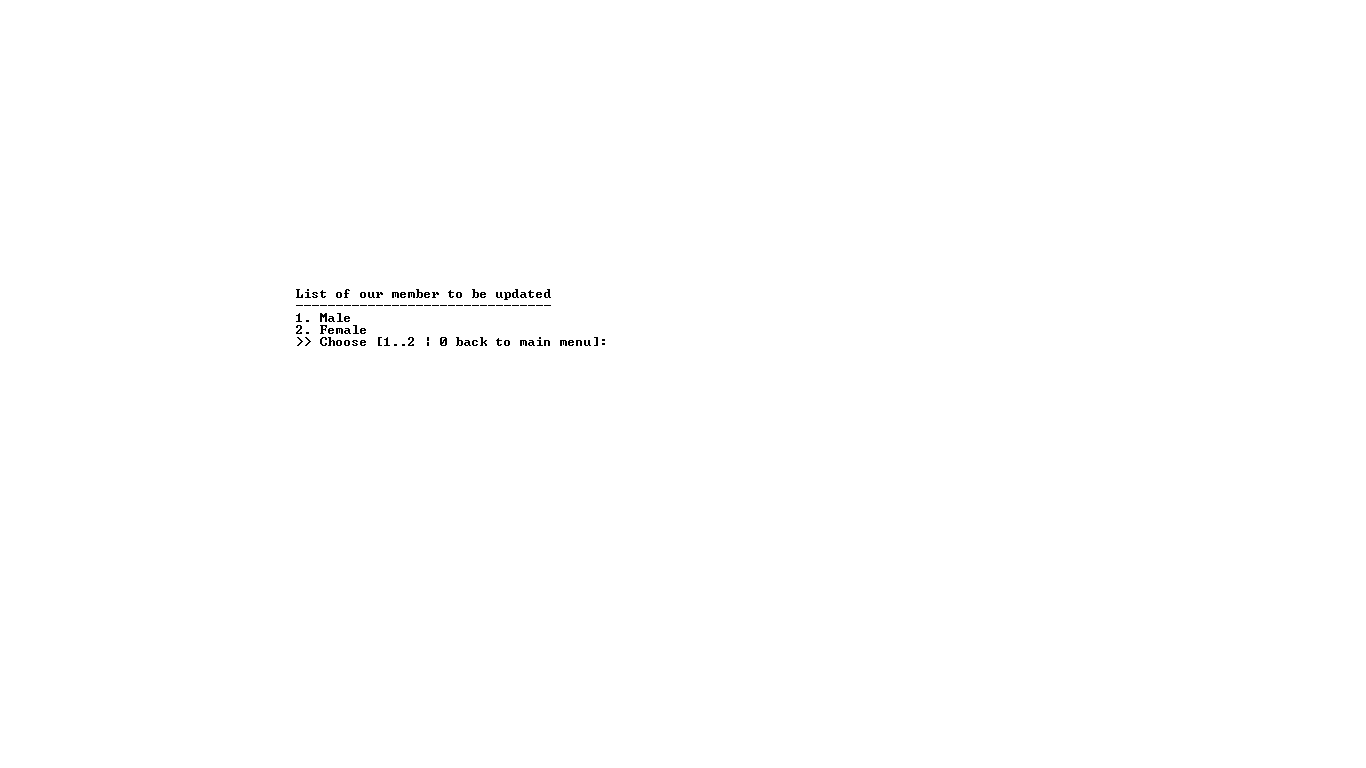 List of our member to be updated
--------------------------------
1. Male
2. Female
>> Choose [1..2 ¦ 0 back to main menu]: